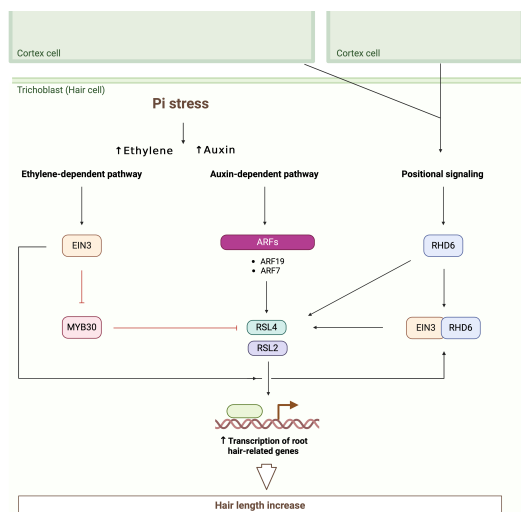 Cortex cell
Cortex cell
Trichoblast (Hair cell)
Pi stress
↑Ethylene ↑Auxin
Ethylene-dependent pathway
Auxin-dependent pathway
Positional signaling
EIN3
ARFs
RHD6
• ARF19
• ARF7
MYB30
RSL4
EIN3
RHD6
RSL2
↑ Transcription of root
hair-related genes
Hair length increase